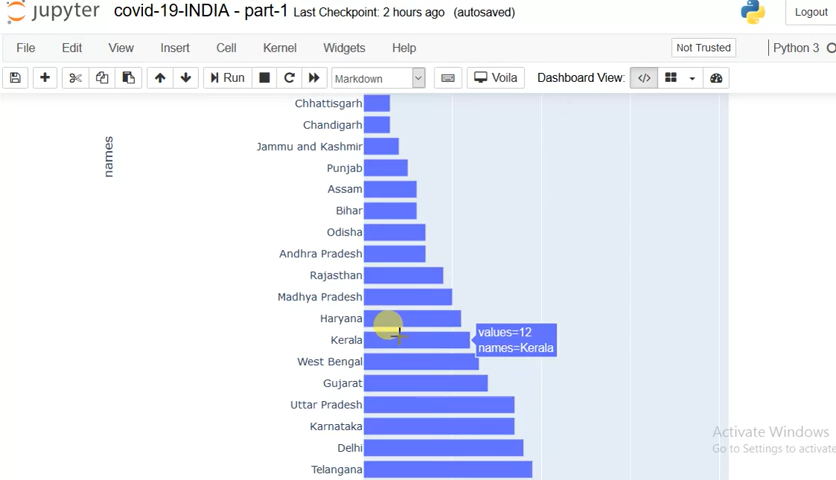 jupyter covid-19-INDIA - part-1 Last Checkpoint: 2 hours ago (autosaved) Logout
File Edit View Insert Cell Kernel Widgets Help Not Trusted Python 3
Run Markdown Voila Dashboard View:
names
Chhattisgarh
Chandigarh
Jammu and Kashmir
Punjab
Assam
Bihar
Odisha
Andhra Pradesh
Rajasthan
Madhya Pradesh
Haryana
values=12
Kerala
names=Kerala
West Bengal
Gujarat
Uttar Pradesh
Karnataka
Activate Windows
Delhi
Go to Settings to activate
Telangana